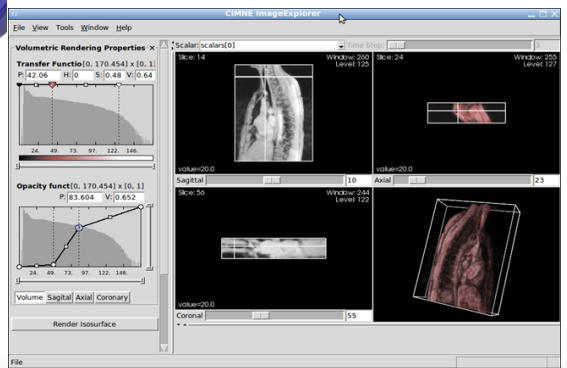 CIMNE ImageExplorer
File View Tools Window Help
Volumetric Rendering Properties ×
Transfer Functio[0, 170.454] x [0, 1]
P: 42.06 H: 0 S: 0.48 V: 0.64
24. 49. 73. 97. 122. 146.
Opacity funct[0, 170.454] x [0, 1]
P: 83.604 V: 0.652
24. 49. 73. 97. 122. 146.
Volume Sagital Axial Coronary
Render Isosurface
Scalar: scalars[0] Time Step:
Slice: 14 Window: 260
Level: 125
value=20.0
Sagittal 10
Slice: 24 Window: 255
Level: 127
value=20.0
Axial 23
Slice: 56 Window: 244
Level: 122
value=20.0
Coronal 55
File